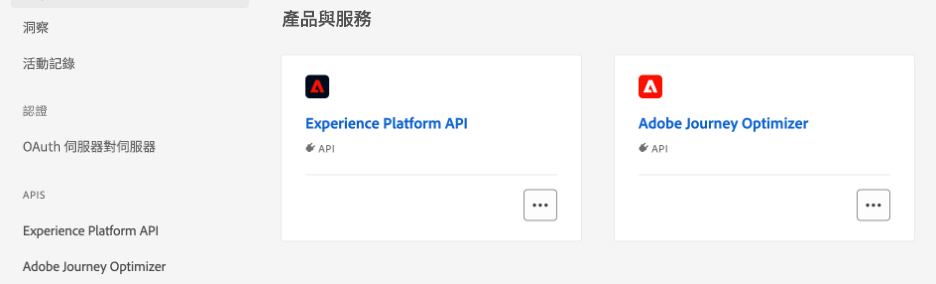 洞察
活動記錄
認證
OAuth 伺服器對伺服器
APIS
Experience Platform API
Adobe Journey Optimizer
產品與服務
Experience Platform API
API
Adobe Journey Optimizer
API